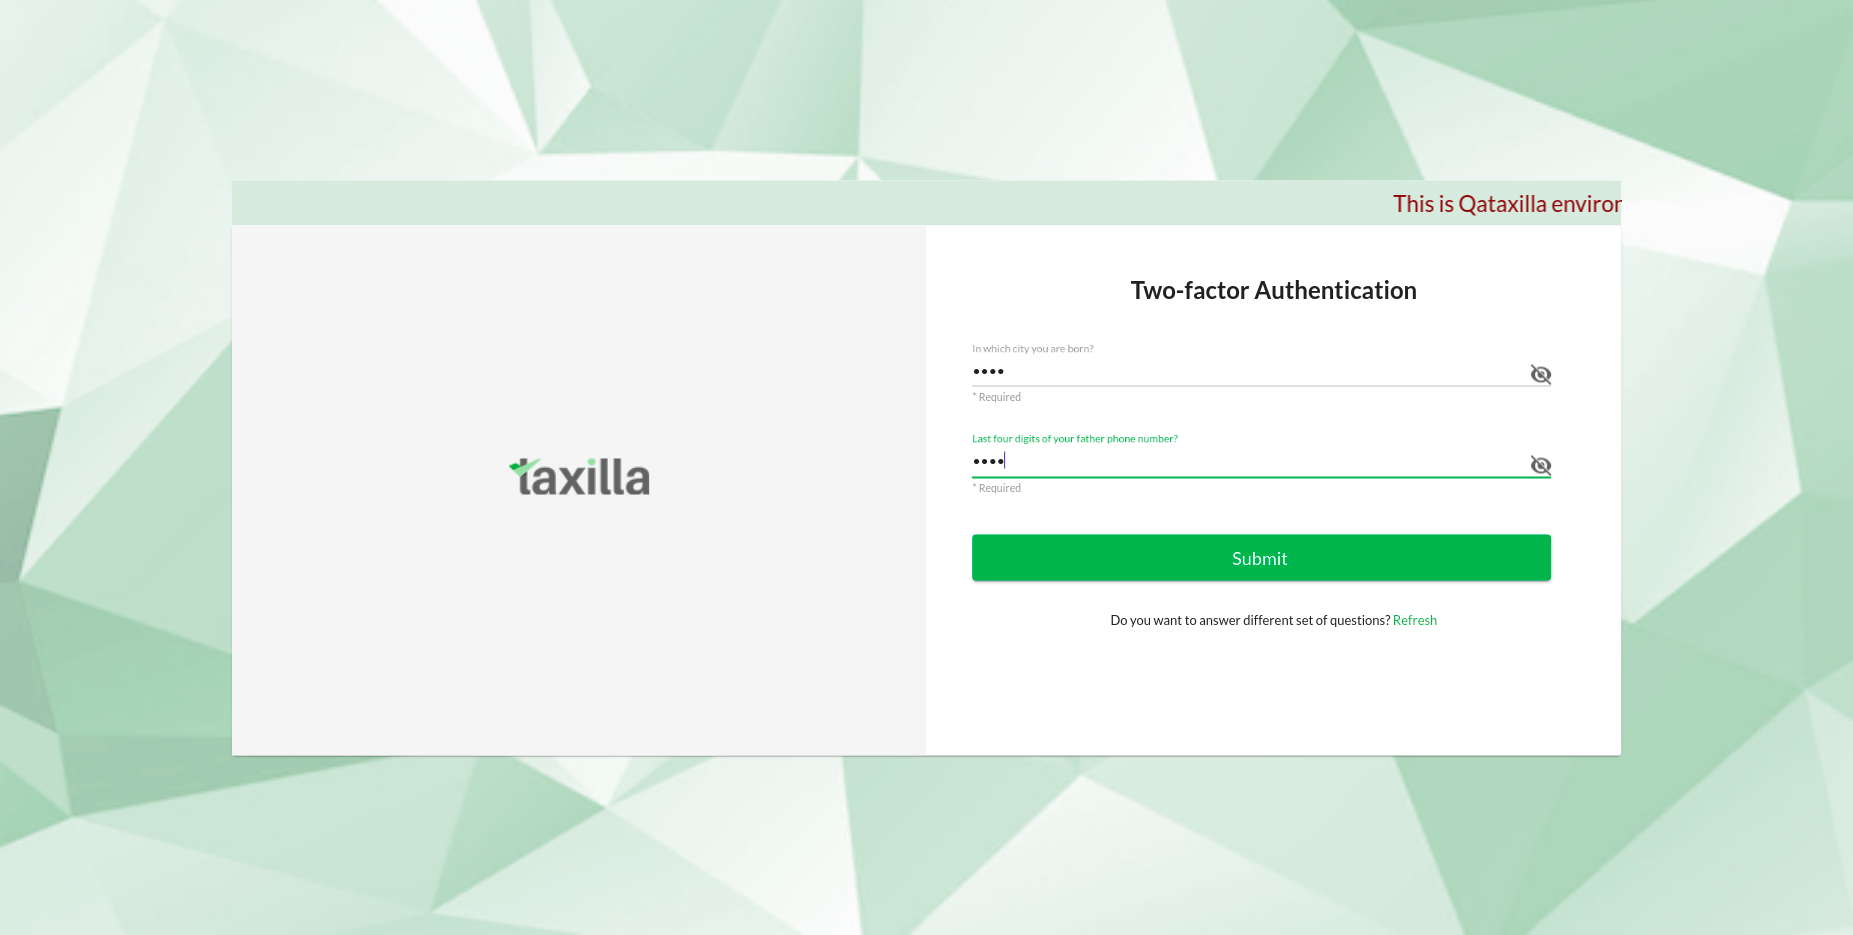 This is Qataxilla
taxilla
Two-factor Authentication
In which city you are born?
••••
* Required
Last four digits of your father phone number?
••••
* Required
Submit
Do you want to answer different set of questions? Refresh